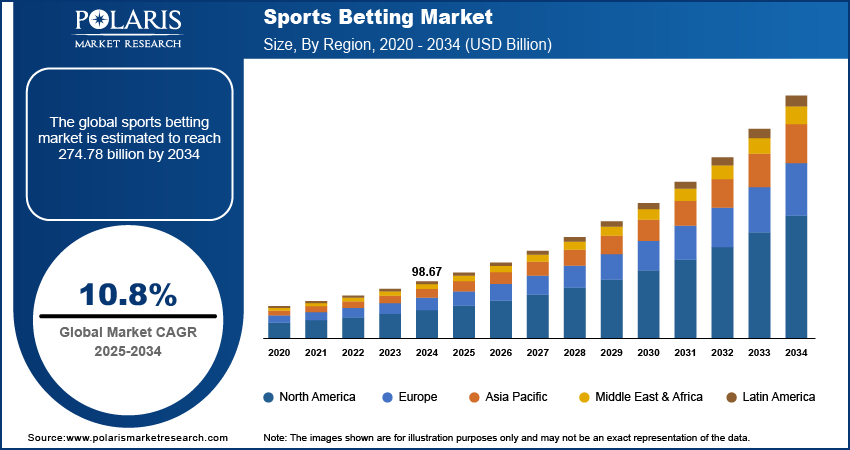 POLARIS
MARKET RESEARCH
Sports Betting Market
Size, By Region, 2020 - 2034 (USD Billion)
The global sports betting
market is estimated to reach
274.78 billion by 2034
10.8%
Global Market CAGR
2025-2034
98.67
2020 2021 2022 2023 2024 2025 2026 2027 2028 2029 2030 2031 2032 2033 2034
North America Europe Asia Pacific Middle East & Africa Latin America
Source:www.polarismarketresearch.com
Note: The images shown are for illustration purposes only and may not be an exact representation of the data.